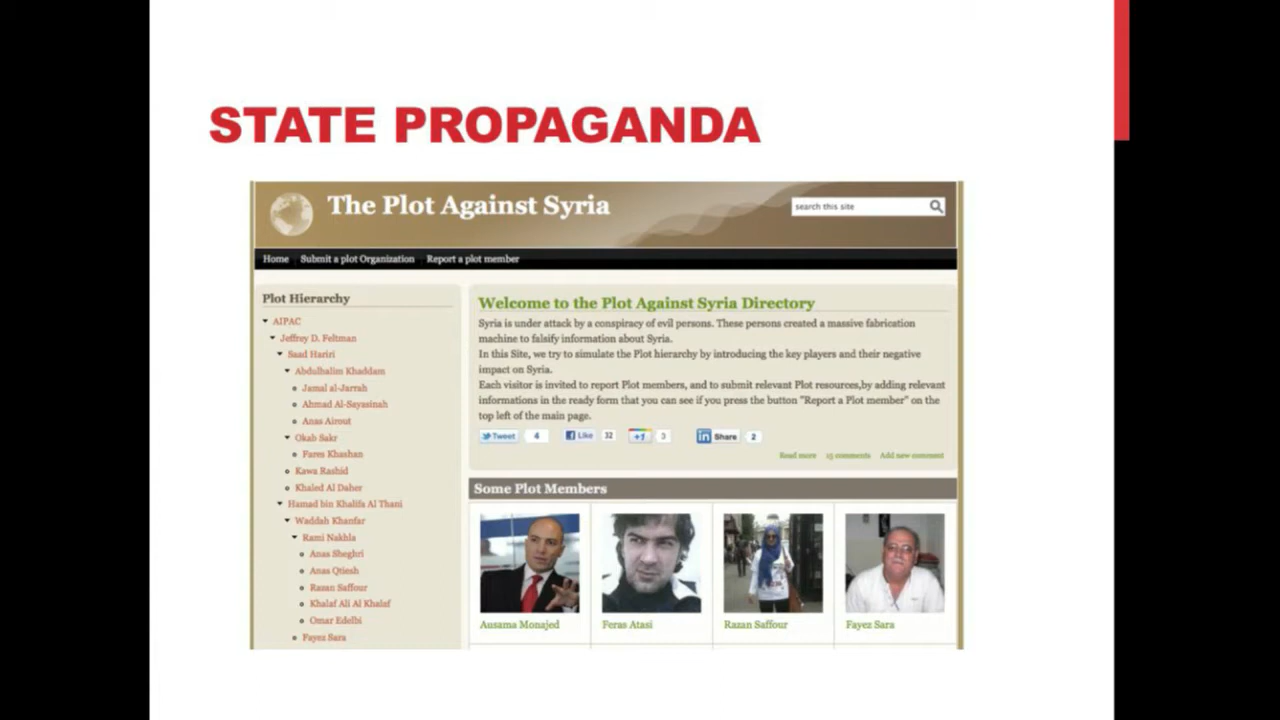 STATE PROPAGANDA
The Plot Against Syria
search this site
Home
Submit a plot Organization
Report a plot member
Plot Hierarchy
AIPAC
Jeffrey D. Feltman
Saad Hariri
Abdulhalim Khaddam
Jamal al-Jarrah
Ahmad Al-Sayasinah
Anas Airout
Okab Sakr
Fares Khashan
Kawa Rashid
Khaled Al Daher
Hamad bin Khalifa Al Thani
Waddah Khanfar
Rami Nakhla
Anas Sheghri
Anas Qtiesh
Razan Saffour
Khalaf Ali Al Khalaf
Omar Edelbi
Fayez Sara
Welcome to the Plot Against Syria Directory
Syria is under attack by a conspiracy of evil persons. These persons created a massive fabrication
machine to falsify information about Syria.
In this Site, we try to simulate the Plot hierarchy by introducing the key players and their negative
impact on Syria.
Each visitor is invited to report Plot members, and to submit relevant Plot resources,by adding relevant
informations in the ready form that you can see if you press the button "Report a Plot member" on the
top left of the main page.
Tweet 4 Like 32 +1 3 in Share 2
Read more 15 comments Add new comment
Some Plot Members
Ausama Monajed
Feras Atasi
Razan Saffour
Fayez Sara